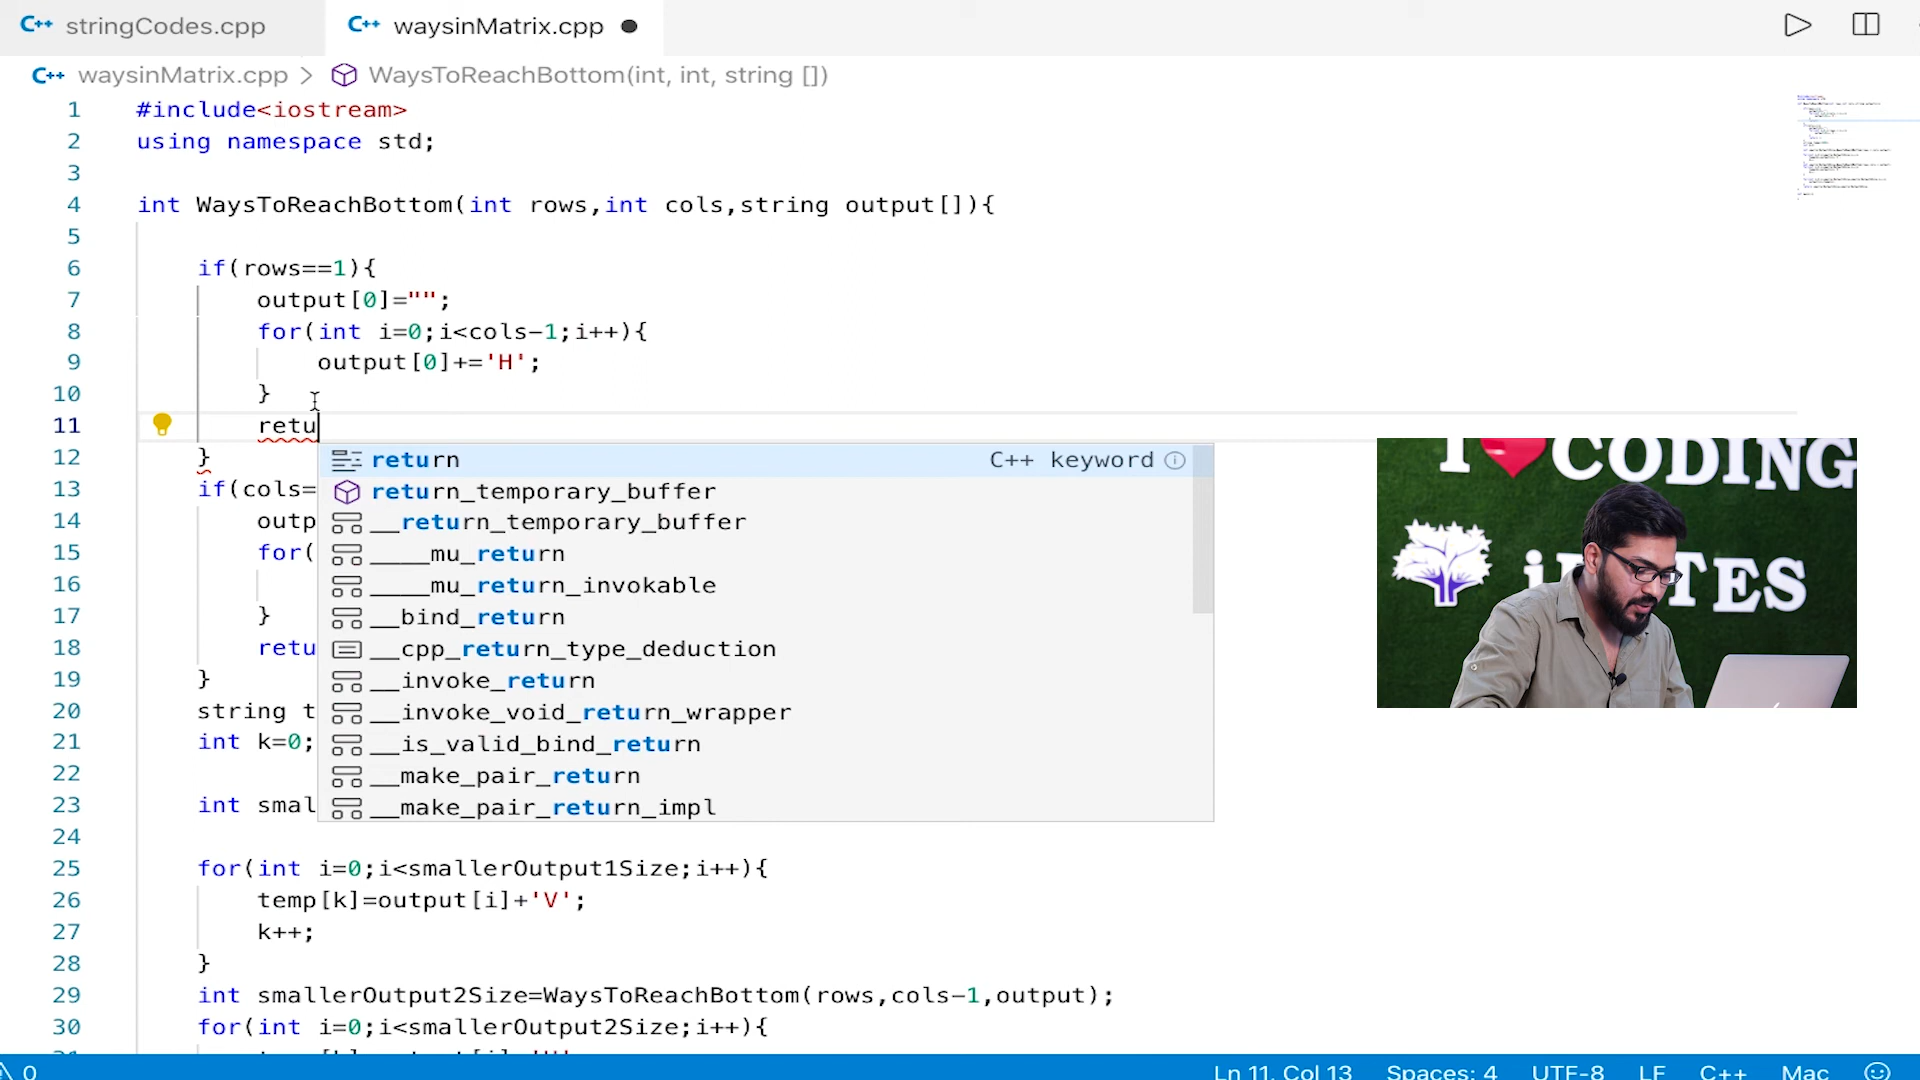 stringCodes.cpp
waysinMatrix.cpp
waysinMatrix.cpp > WaysToReachBottom(int, int, string [])
1 #include<iostream>
2 using namespace std;
3
4 int WaysToReachBottom(int rows,int cols,string output[]){
5
6 if(rows==1){
7 output[0]="";
8 for(int i=0;i<cols-1;i++){
9 output[0]+='H';
10 }
11 retu
12 }
13 if(cols=
14 outp
15 for(
16
17 }
18 retu
19 }
20 string t
21 int k=0;
22
23 int smal
24
25 for(int i=0;i<smallerOutput1Size;i++){
26 temp[k]=output[i]+'V';
27 k++;
28 }
29 int smallerOutput2Size=WaysToReachBottom(rows,cols-1,output);
30 for(int i=0;i<smallerOutput2Size;i++){
return C++ keyword
return_temporary_buffer
__return_temporary_buffer
____mu_return
____mu_return_invokable
__bind_return
__cpp_return_type_deduction
__invoke_return
__invoke_void_return_wrapper
__is_valid_bind_return
__make_pair_return
__make_pair_return_impl
I CODING
0
Ln 11, Col 13 Spaces: 4 UTF-8 LF C++ Mac